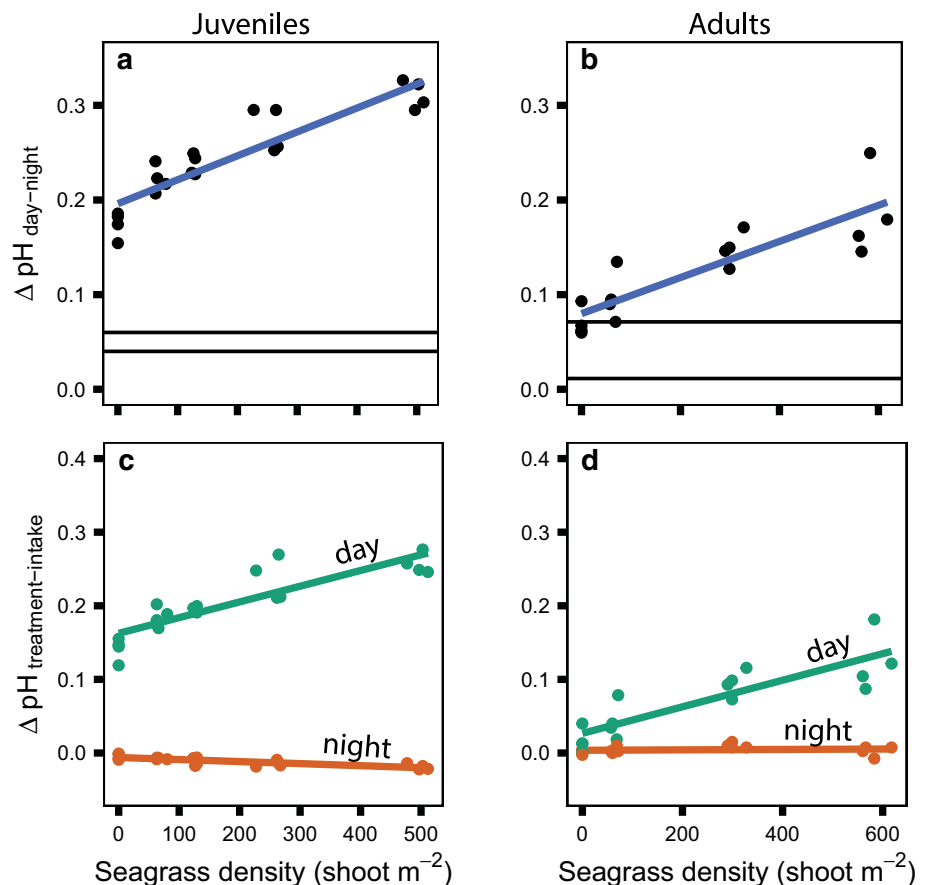 Juveniles
Adults
a
b
Δ pH day−night
0.3
0.2
0.1
0.0
0.3
0.2
0.1
0.0
c
d
Δ pH treatment−intake
0.4
0.3
0.2
0.1
0.0
0.4
0.3
0.2
0.1
0.0
day
night
day
night
0 100 200 300 400 500
0 200 400 600
Seagrass density (shoot m⁻²)
Seagrass density (shoot m⁻²)